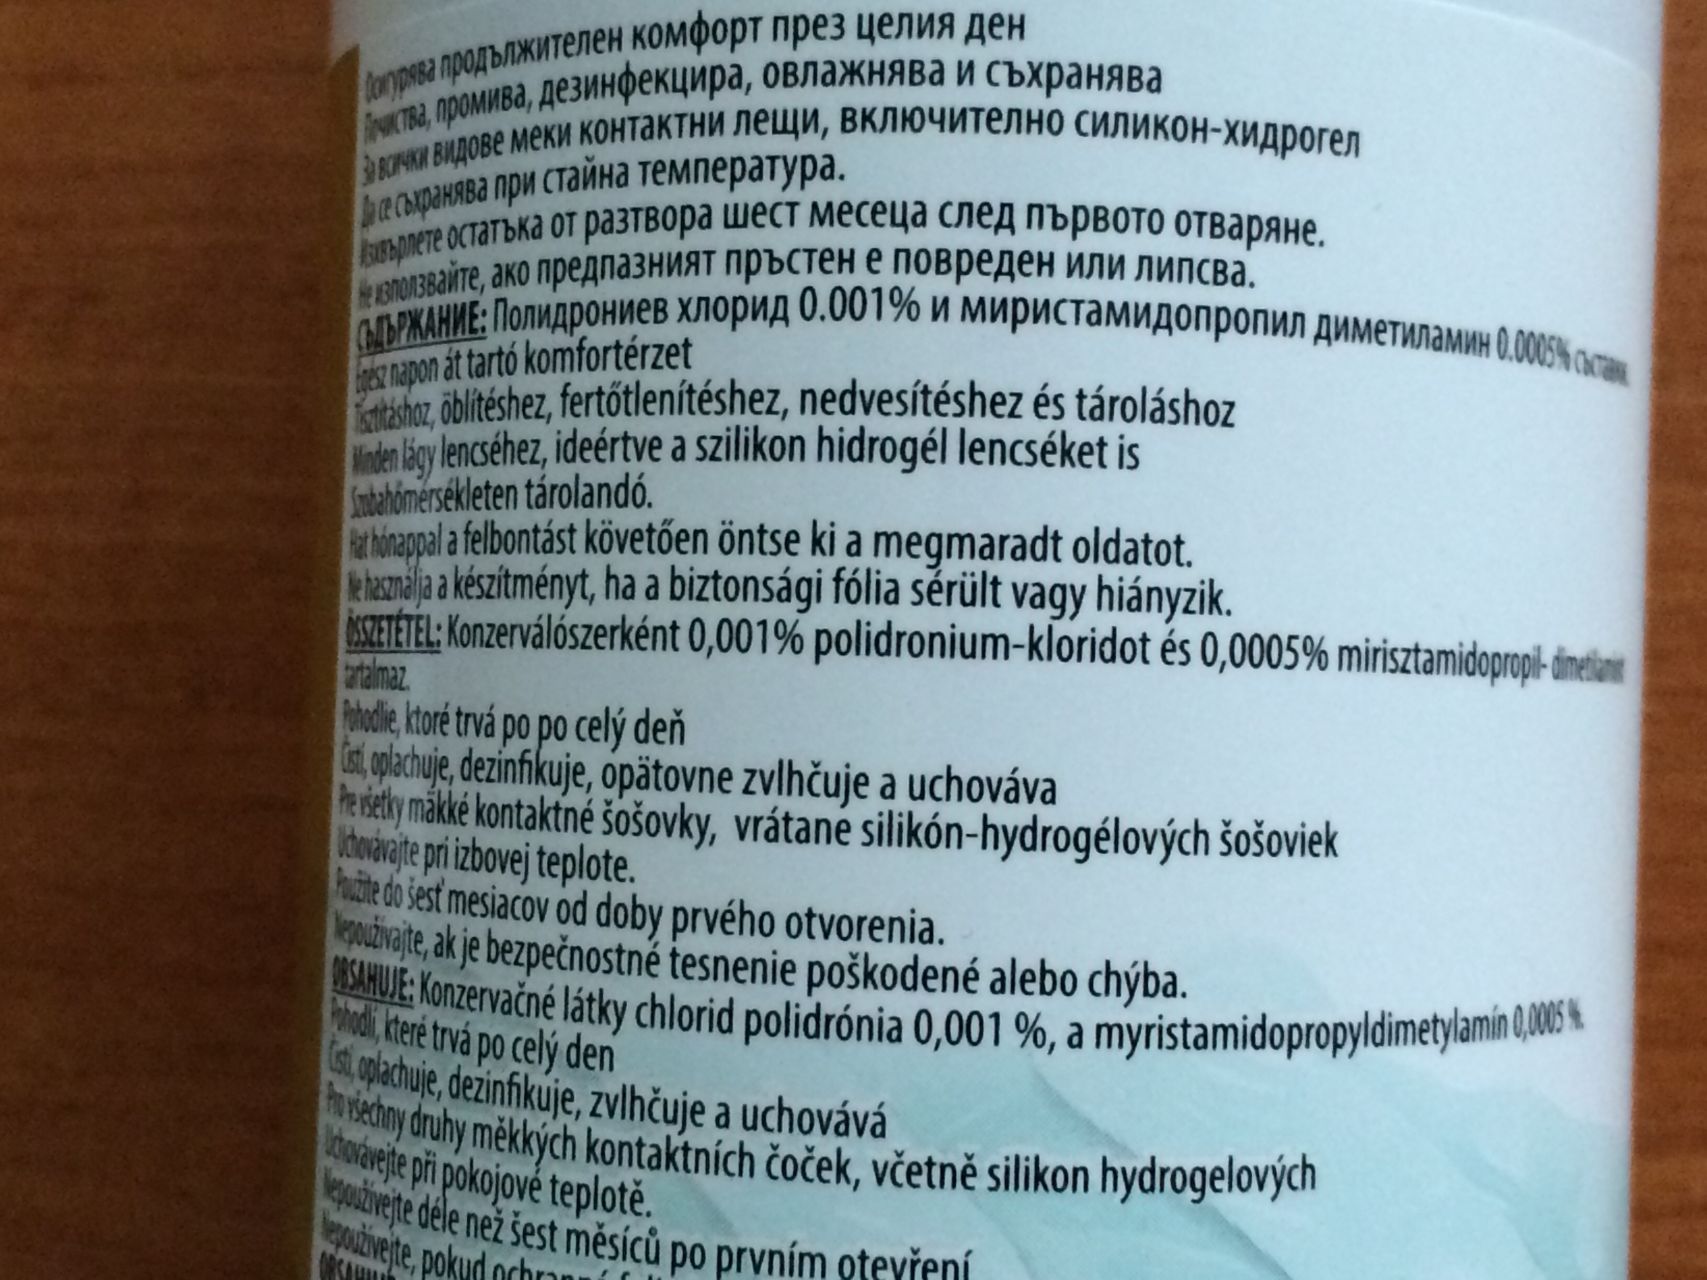 Осигурява продължителен комфорт през целия ден
Почиства, промива, дезинфекцира, овлажнява и съхранява
За всички видове меки контактни лещи, включително силикон-хидрогел
Да се съхранява при стайна температура.
Изхвърлете остатъка от разтвора шест месеца след първото отваряне.
Не използвайте, ако предпазният пръстен е повреден или липсва.
СЪДЪРЖАНИЕ: Полидрониев хлорид 0.001% и миристамидопропил диметиламин 0.0005%
Egész napon át tartó komfortérzet
Tisztításhoz, öblítéshez, fertőtlenítéshez, nedvesítéshez és tároláshoz
Minden lágy lencséhez, ideértve a szilikon hidrogél lencséket is
Szobahőmérsékleten tárolandó.
Hat hónappal a felbontást követően öntse ki a megmaradt oldatot.
Ne használja a készítményt, ha a biztonsági fólia sérült vagy hiányzik.
ÖSSZETÉTEL: Konzerválószerként 0,001% polidronium-kloridot és 0,0005% mirisztamidopropil- dimetilamint
tartalmaz.
Pohodlie, ktoré trvá po po celý deň
Čistí, oplachuje, dezinfikuje, opätovne zvlhčuje a uchováva
Pre všetky mäkké kontaktné šošovky, vrátane silikón-hydrogélových šošoviek
Uchovávajte pri izbovej teplote.
Použite do šesť mesiacov od doby prvého otvorenia.
Nepoužívajte, ak je bezpečnostné tesnenie poškodené alebo chýba.
OBSAHUJE: Konzervačné látky chlorid polidrónia 0,001 %, a myristamidopropyldimetylamín 0,0005 %.
Pohodlí, které trvá po celý den
Čistí, oplachuje, dezinfikuje, zvlhčuje a uchovává
Pro všechny druhy měkkých kontaktních čoček, včetně silikon hydrogelových
Uchovávejte při pokojové teplotě.
Nepoužívejte déle než šest měsíců po prvním otevření
Nepoužívejte, pokud